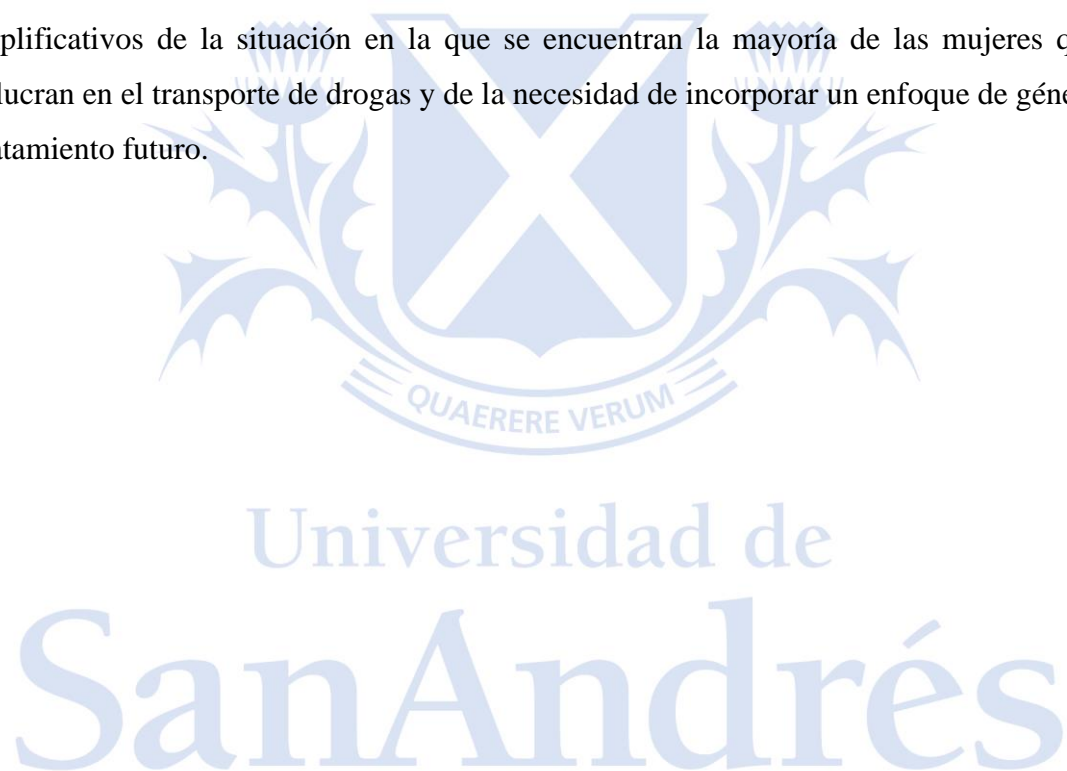 plificativos de la situación en la que se encuentran la mayoría de las mujeres q
lucran en el transporte de drogas y de la necesidad de incorporar un enfoque de géne
atamiento futuro.
QUAERERE VERUM
Universidad de
SanAndrés